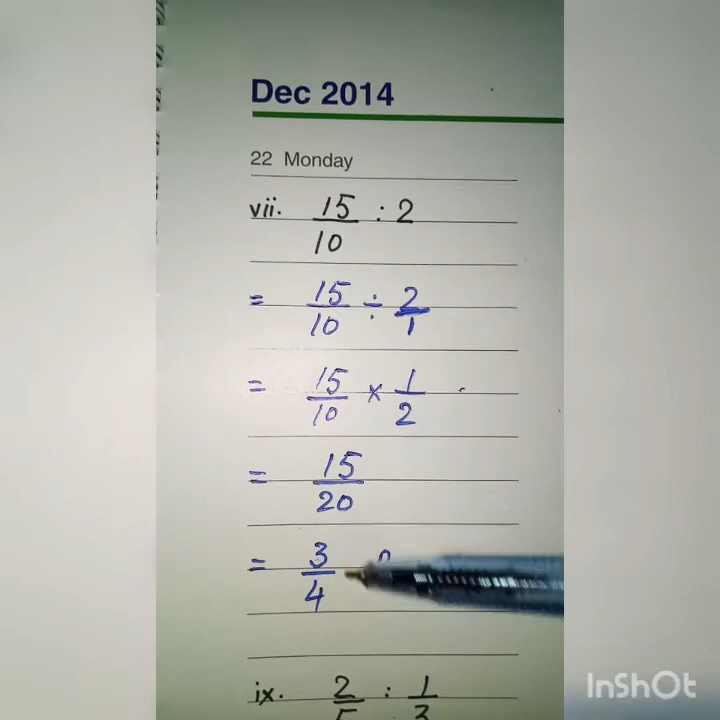 Dec 2014
22 Monday
vii. 15/10 : 2
= 15/10 ÷ 2/1
= 15/10 × 1/2
= 15/20
= 3/4
ix. 2/5 : 1/3
InShOt